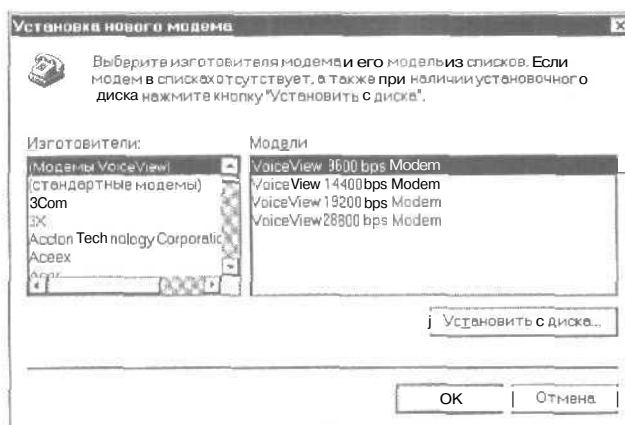 Установка нового модема
Выберите изготовителя модема и его модель из списков. Если
модем в списках отсутствует, а также при наличии установочного
диска нажмите кнопку "Установить с диска".
Изготовители:
(Модемы VoiceView)
(стандартные модемы)
3Com
3X
Accton Technology Corporatic
Aceex
Acer
Модели
VoiceView 9600 bps Modem
VoiceView 14400 bps Modem
VoiceView 19200 bps Modem
VoiceView 28800 bps Modem
Установить с диска...
OK
Отмена